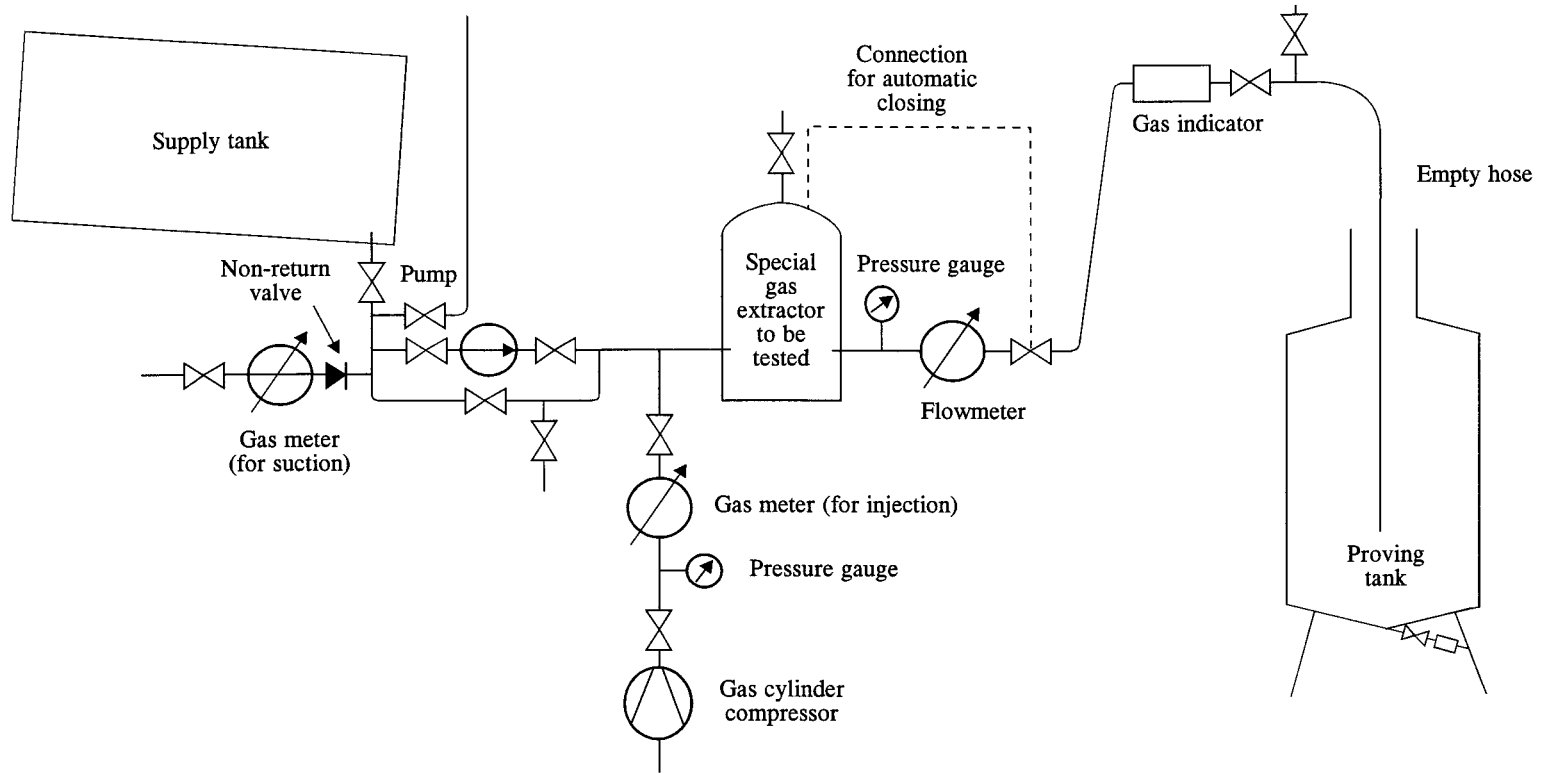 Connection
for automatic
closing
Supply tank
Gas indicator
Empty hose
Non-return
valve
Pump
Special
gas
extractor
to be
tested
Pressure gauge
Flowmeter
Gas meter
(for suction)
Gas meter (for injection)
Pressure gauge
Proving
tank
Gas cylinder
compressor